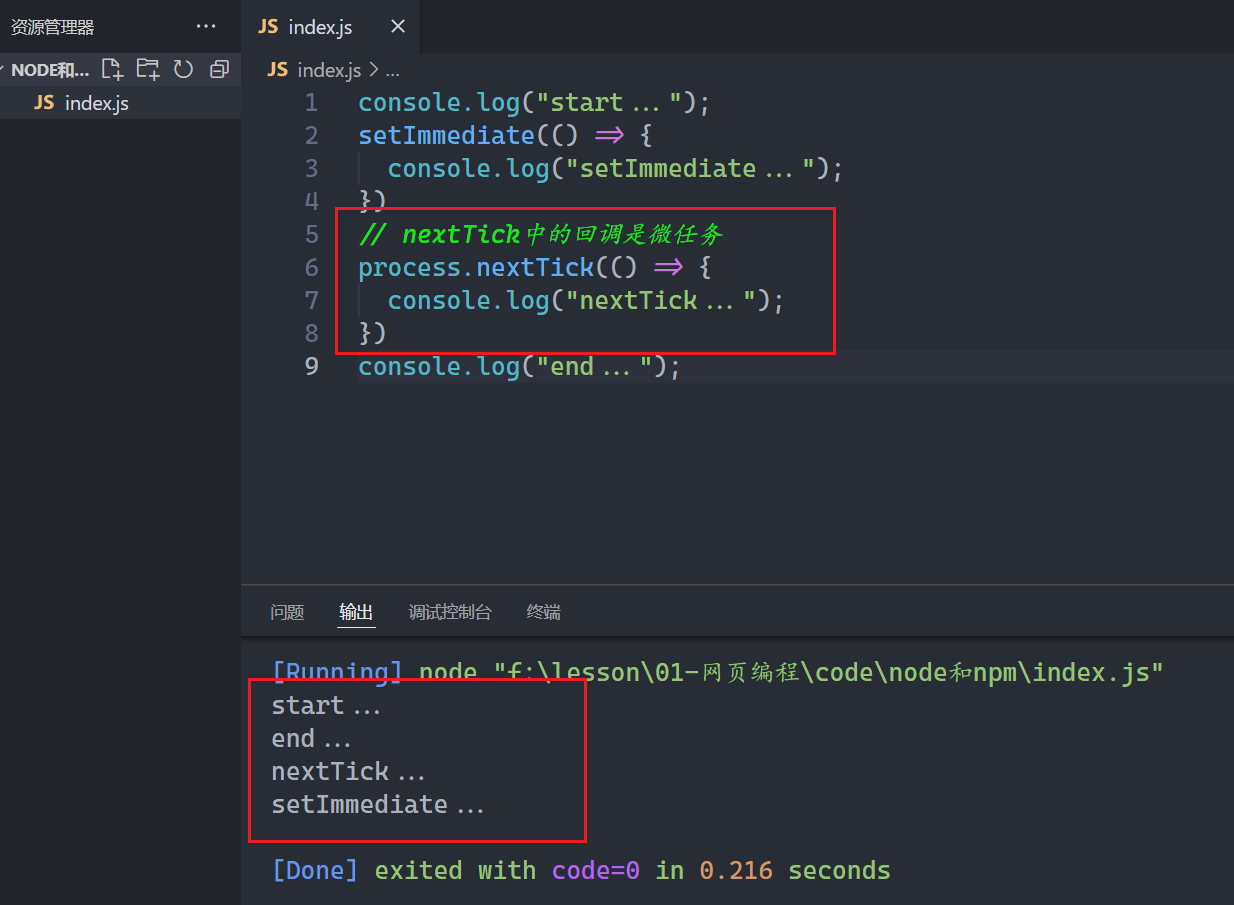 资源管理器 ...
JS index.js ×
NODE和...
JS index.js > ...
JS index.js
1 console.log("start...");
2 setImmediate(() => {
3 console.log("setImmediate...");
4 })
5 // nextTick中的回调是微任务
6 process.nextTick(() => {
7 console.log("nextTick...");
8 })
9 console.log("end...");
问题 输出 调试控制台 终端
[Running] node "f:\lesson\01-网页编程\code\node和npm\index.js"
start...
end...
nextTick...
setImmediate...
[Done] exited with code=0 in 0.216 seconds